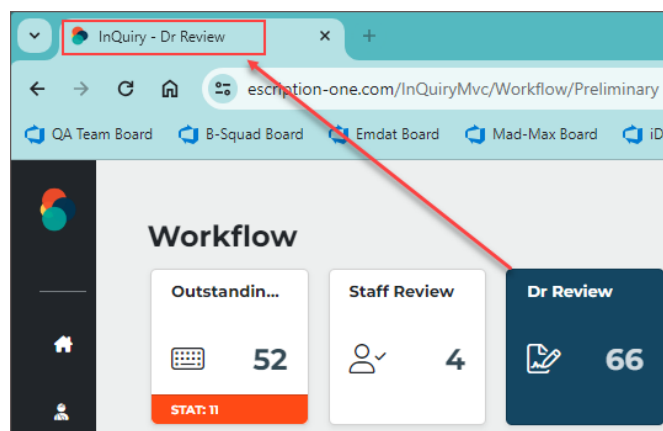 InQuiry - Dr Review
escription-one.com/InQuiryMvc/Workflow/Preliminary
QA Team Board
B-Squad Board
Emdat Board
Mad-Max Board
iD
Workflow
Outstandin...
Staff Review
Dr Review
52
4
66
STAT: 11